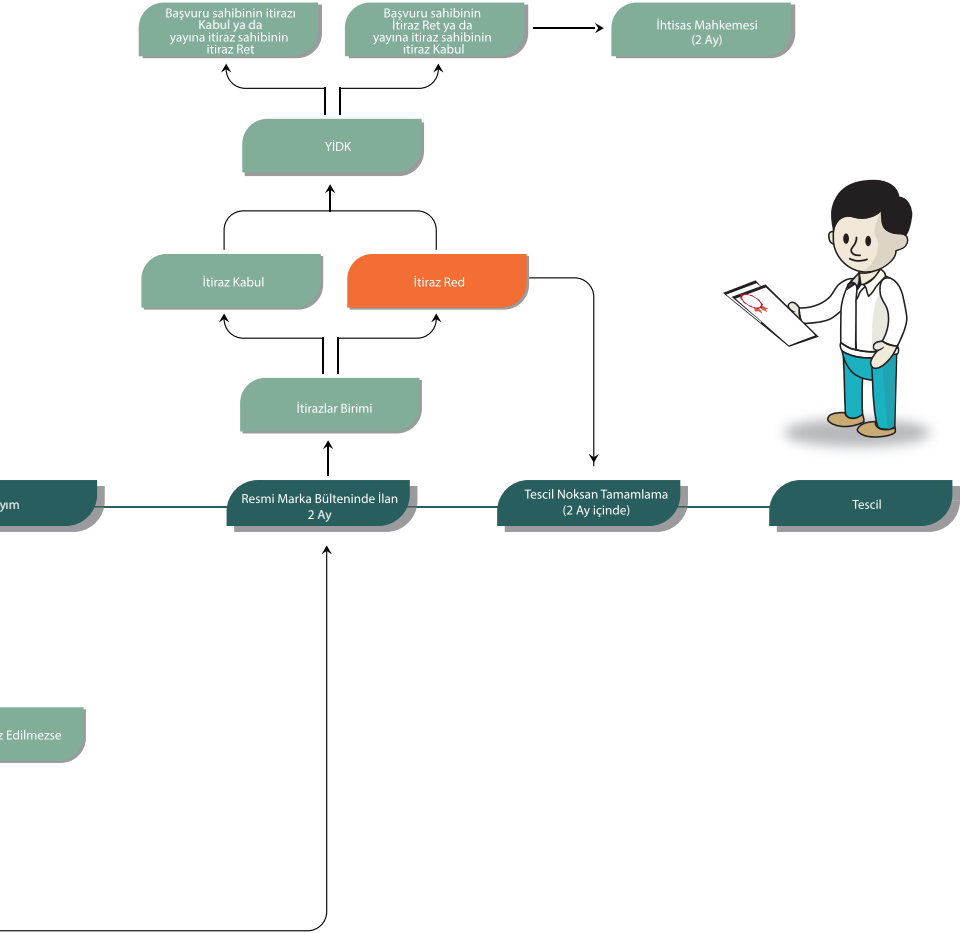 Başvuru sahibinin itirazı
Kabul ya da
yayına itiraz sahibinin
itiraz Ret
Başvuru sahibinin
İtiraz Ret ya da
yayına itiraz sahibinin
itiraz Kabul
İhtisas Mahkemesi
(2 Ay)
YİDK
İtiraz Kabul
İtiraz Red
İtirazlar Birimi
yım
Resmi Marka Bülteninde İlan
2 Ay
Tescil Noksan Tamamlama
(2 Ay içinde)
Tescil
z Edilmezse